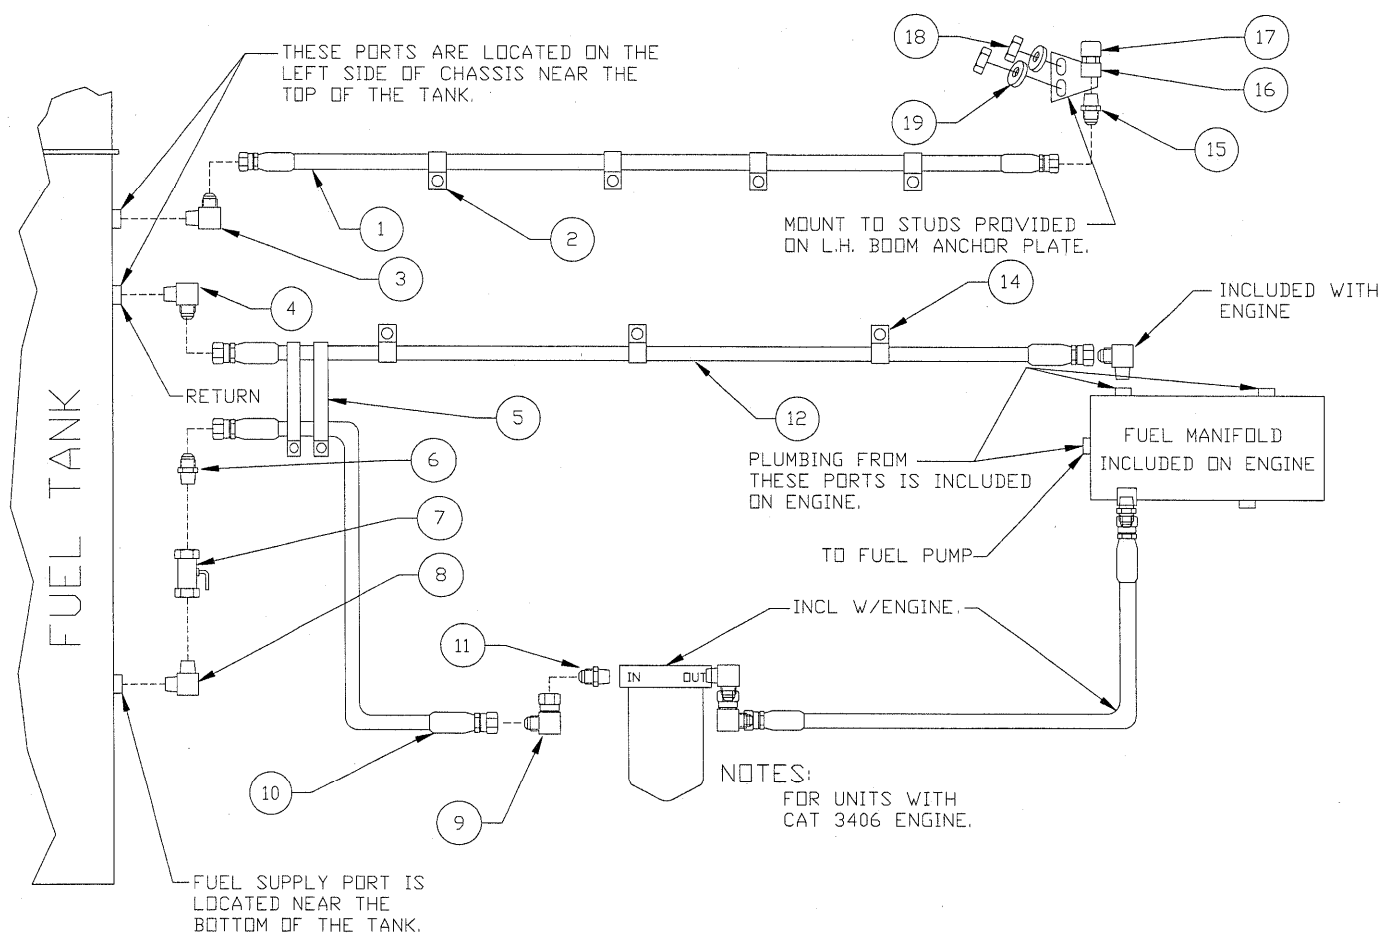 THESE PORTS ARE LOCATED ON THE
LEFT SIDE OF CHASSIS NEAR THE
TOP OF THE TANK.
18
17
16
19
15
1
2
3
MOUNT TO STUDS PROVIDED
ON L.H. BOOM ANCHOR PLATE.
4
14
INCLUDED WITH
ENGINE
RETURN
5
12
FUEL TANK
FUEL MANIFOLD
INCLUDED ON ENGINE
6
PLUMBING FROM
THESE PORTS IS INCLUDED
ON ENGINE.
7
TO FUEL PUMP
8
INCL W/ENGINE.
11
IN
OUT
10
9
NOTES:
FOR UNITS WITH
CAT 3406 ENGINE.
FUEL SUPPLY PORT IS
LOCATED NEAR THE
BOTTOM OF THE TANK.